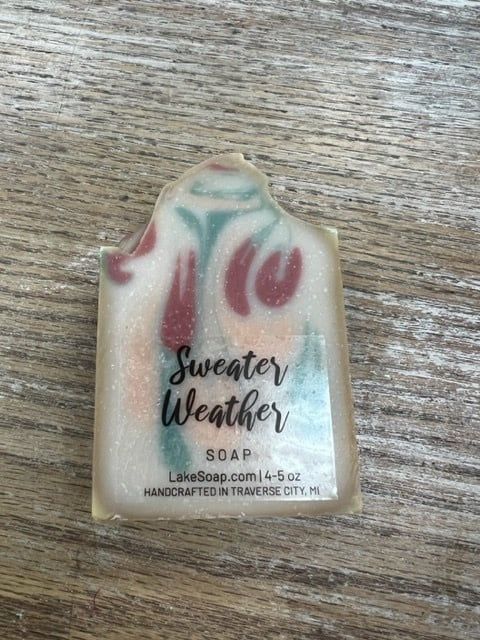 Sweater
Weather
SOAP
LakeSoap.com | 4-5 oz
HANDCRAFTED IN TRAVERSE CITY, MI